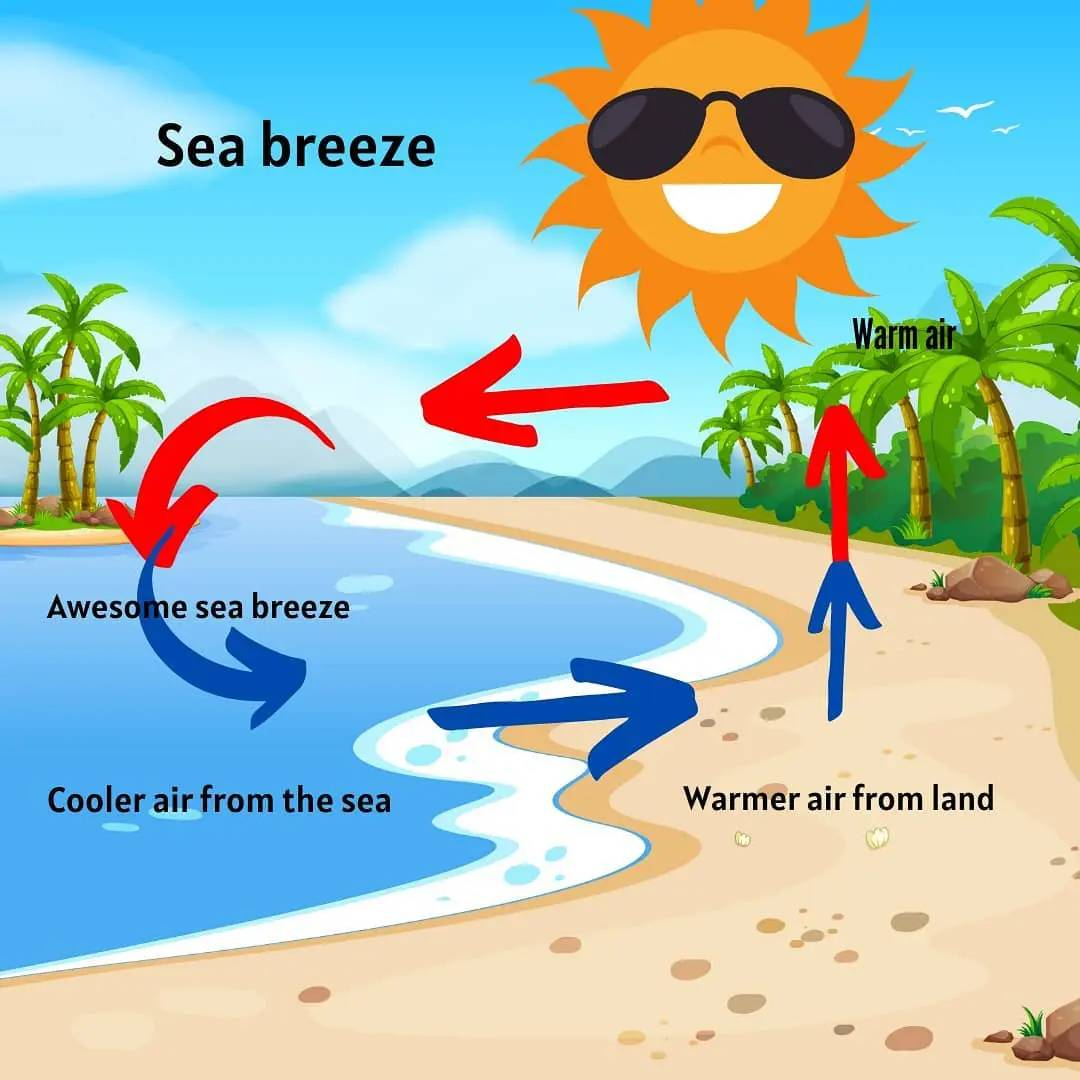 Sea breeze
Warm air
Awesome sea breeze
Cooler air from the sea
Warmer air from land